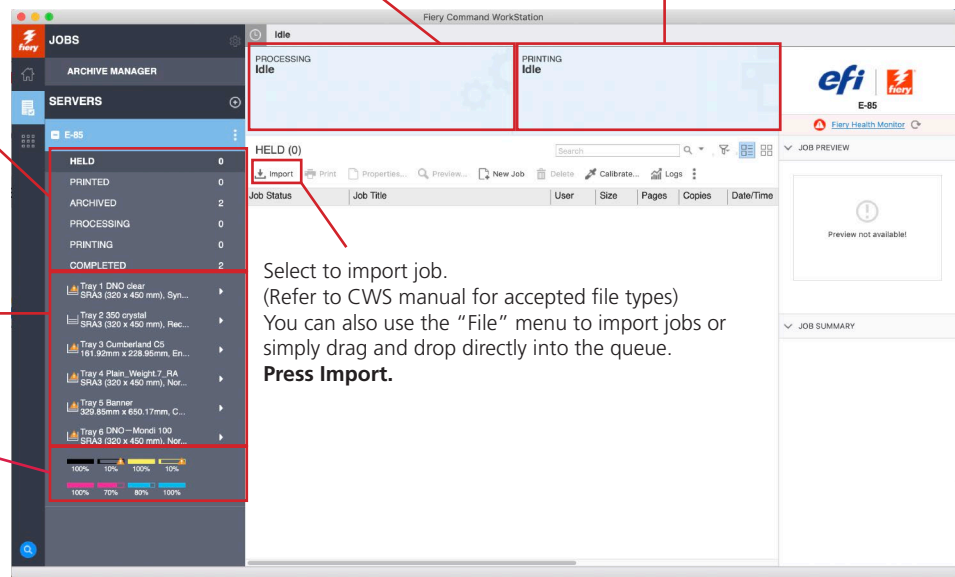 Fiery Command WorkStation
fiery
JOBS
ARCHIVE MANAGER
SERVERS
E-85
HELD 0
PRINTED 0
ARCHIVED 2
PROCESSING 0
PRINTING 0
COMPLETED 2
Tray 1 DNO clear
SRA3 (320 x 450 mm), Syn...
Tray 2 350 crystal
SRA3 (320 x 450 mm), Rec...
Tray 3 Cumberland C5
161.92mm x 228.95mm, En...
Tray 4 Plain_Weight.7_RA
SRA3 (320 x 450 mm), Nor...
Tray 5 Banner
329.85mm x 650.17mm, C...
Tray 6 DNO—Mondi 100
SRA3 (320 x 450 mm), Nor...
100% 10% 100% 10%
100% 70% 80% 100%
Idle
PROCESSING
Idle
PRINTING
Idle
HELD (0)
Search
Import Print Properties... Preview... New Job Delete Calibrate... Logs
Job Status Job Title User Size Pages Copies Date/Time
Select to import job.
(Refer to CWS manual for accepted file types)
You can also use the “File” menu to import jobs or
simply drag and drop directly into the queue.
Press Import.
efi fiery
E-85
Fiery Health Monitor
JOB PREVIEW
Preview not available!
JOB SUMMARY